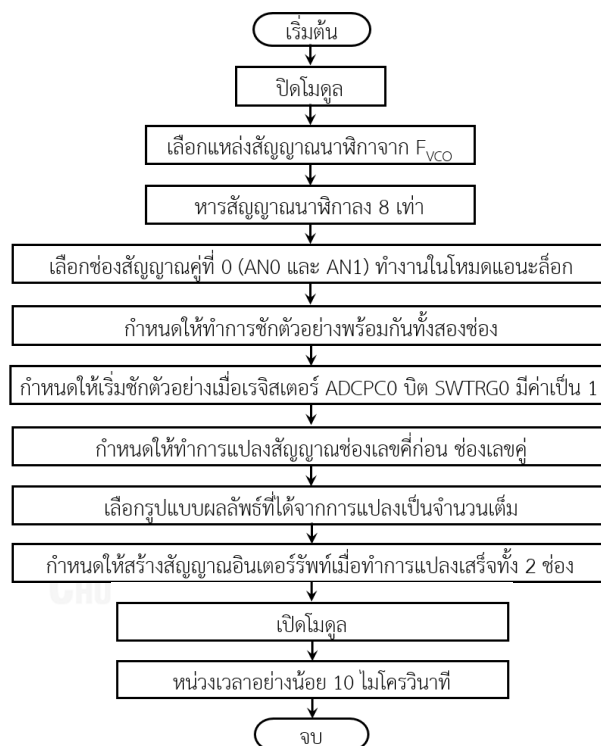 เริ่มต้น
ปิดโมดูล
เลือกแหล่งสัญญาณนาฬิกาจาก FVCO
หารสัญญาณนาฬิกาลง 8 เท่า
เลือกช่องสัญญาณคู่ที่ 0 (AN0 และ AN1) ทำงานในโหมดแอนะล็อก
กำหนดให้ทำการชักตัวอย่างพร้อมกันทั้งสองช่อง
กำหนดให้เริ่มชักตัวอย่างเมื่อเรจิสเตอร์ ADCPC0 บิต SWTRG0 มีค่าเป็น 1
กำหนดให้ทำการแปลงสัญญาณช่องเลขคี่ก่อน ช่องเลขคู่
เลือกรูปแบบผลลัพธ์ที่ได้จากการแปลงเป็นจำนวนเต็ม
กำหนดให้สร้างสัญญาณอินเตอร์รัพท์เมื่อทำการแปลงเสร็จทั้ง 2 ช่อง
เปิดโมดูล
หน่วงเวลาอย่างน้อย 10 ไมโครวินาที
จบ